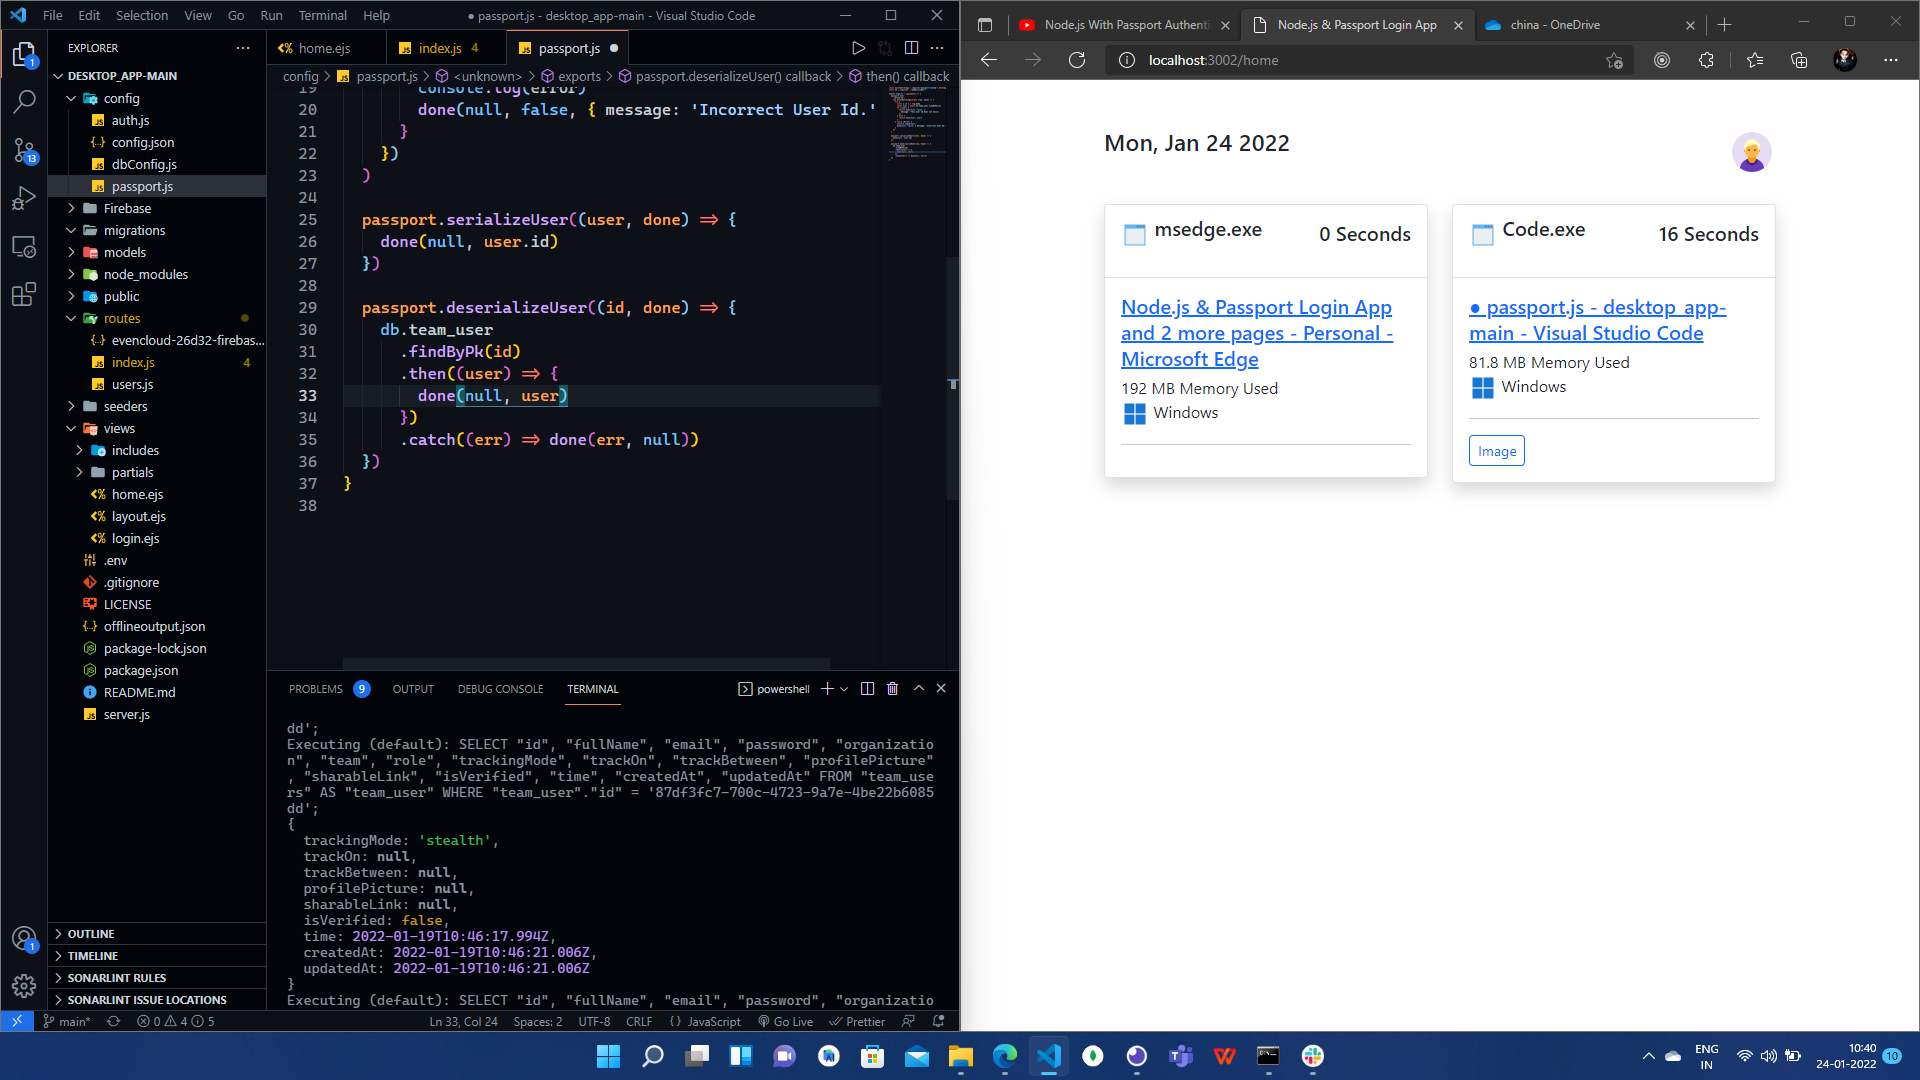 File Edit Selection View Go Run Terminal Help
● passport.js - desktop_app-main - Visual Studio Code
EXPLORER
DESKTOP_APP-MAIN
config
auth.js
config.json
dbConfig.js
passport.js
Firebase
migrations
models
node_modules
public
routes
evencloud-26d32-firebas...
index.js 4
users.js
seeders
views
includes
partials
home.ejs
layout.ejs
login.ejs
.env
.gitignore
LICENSE
offlineoutput.json
package-lock.json
package.json
README.md
server.js
OUTLINE
TIMELINE
SONARLINT RULES
SONARLINT ISSUE LOCATIONS
home.ejs index.js 4 passport.js ●
config > passport.js > <unknown> > exports > passport.deserializeUser() callback > then() callback
19 console.log(error)
20 done(null, false, { message: 'Incorrect User Id.'
21 }
22 })
23 )
24
25 passport.serializeUser((user, done) => {
26 done(null, user.id)
27 })
28
29 passport.deserializeUser((id, done) => {
30 db.team_user
31 .findByPk(id)
32 .then((user) => {
33 done(null, user)
34 })
35 .catch((err) => done(err, null))
36 })
37 }
38
PROBLEMS 9 OUTPUT DEBUG CONSOLE TERMINAL powershell
dd';
Executing (default): SELECT "id", "fullName", "email", "password", "organizatio
n", "team", "role", "trackingMode", "trackOn", "trackBetween", "profilePicture"
, "sharableLink", "isVerified", "time", "createdAt", "updatedAt" FROM "team_use
rs" AS "team_user" WHERE "team_user"."id" = '87df3fc7-700c-4723-9a7e-4be22b6085
dd';
{
trackingMode: 'stealth',
trackOn: null,
trackBetween: null,
profilePicture: null,
sharableLink: null,
isVerified: false,
time: 2022-01-19T10:46:17.994Z,
createdAt: 2022-01-19T10:46:21.006Z,
updatedAt: 2022-01-19T10:46:21.006Z
}
Executing (default): SELECT "id", "fullName", "email", "password", "organizatio
main* 0 4 5 Ln 33, Col 24 Spaces: 2 UTF-8 CRLF {} JavaScript Go Live Prettier
1
13
1
Node.js With Passport Authenti Node.js & Passport Login App china - OneDrive
localhost:3002/home
Mon, Jan 24 2022
msedge.exe 0 Seconds
Node.js & Passport Login App
and 2 more pages - Personal -
Microsoft Edge
192 MB Memory Used
Windows
Code.exe 16 Seconds
● passport.js - desktop_app-
main - Visual Studio Code
81.8 MB Memory Used
Windows
Image
ENG
IN
10:40
24-01-2022
10